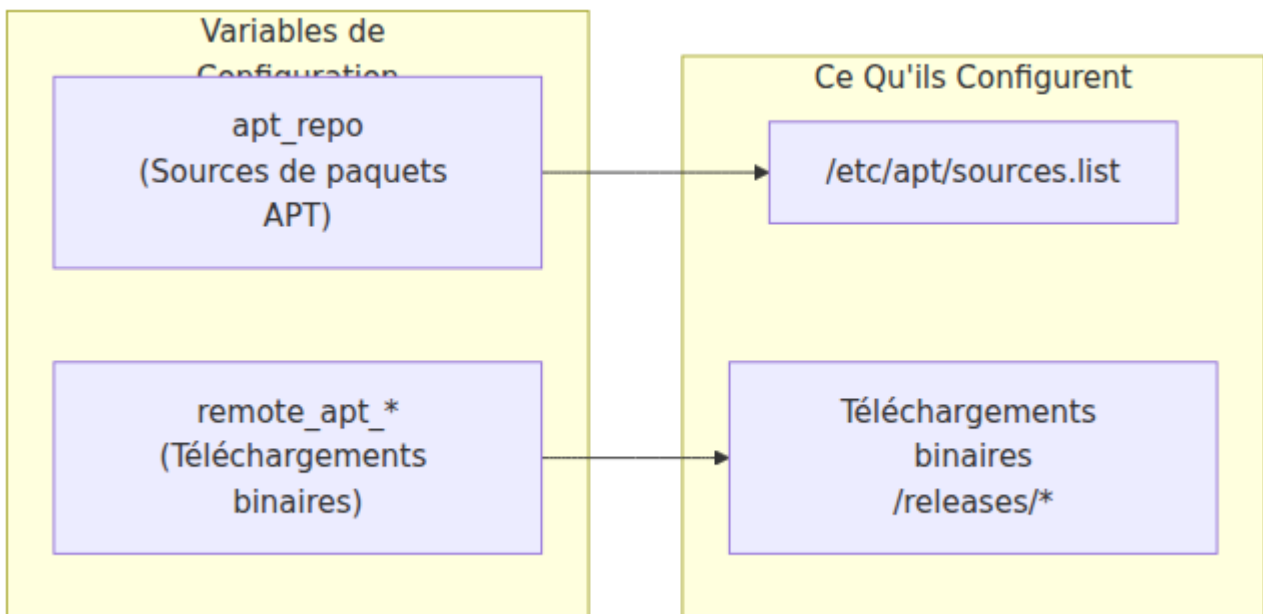 Variables de
Configuration
apt_repo
(Sources de paquets
APT)
remote_apt_*
(Téléchargements
binaires)
Ce Qu'ils Configurent
/etc/apt/sources.list
Téléchargements
binaires
/releases/*